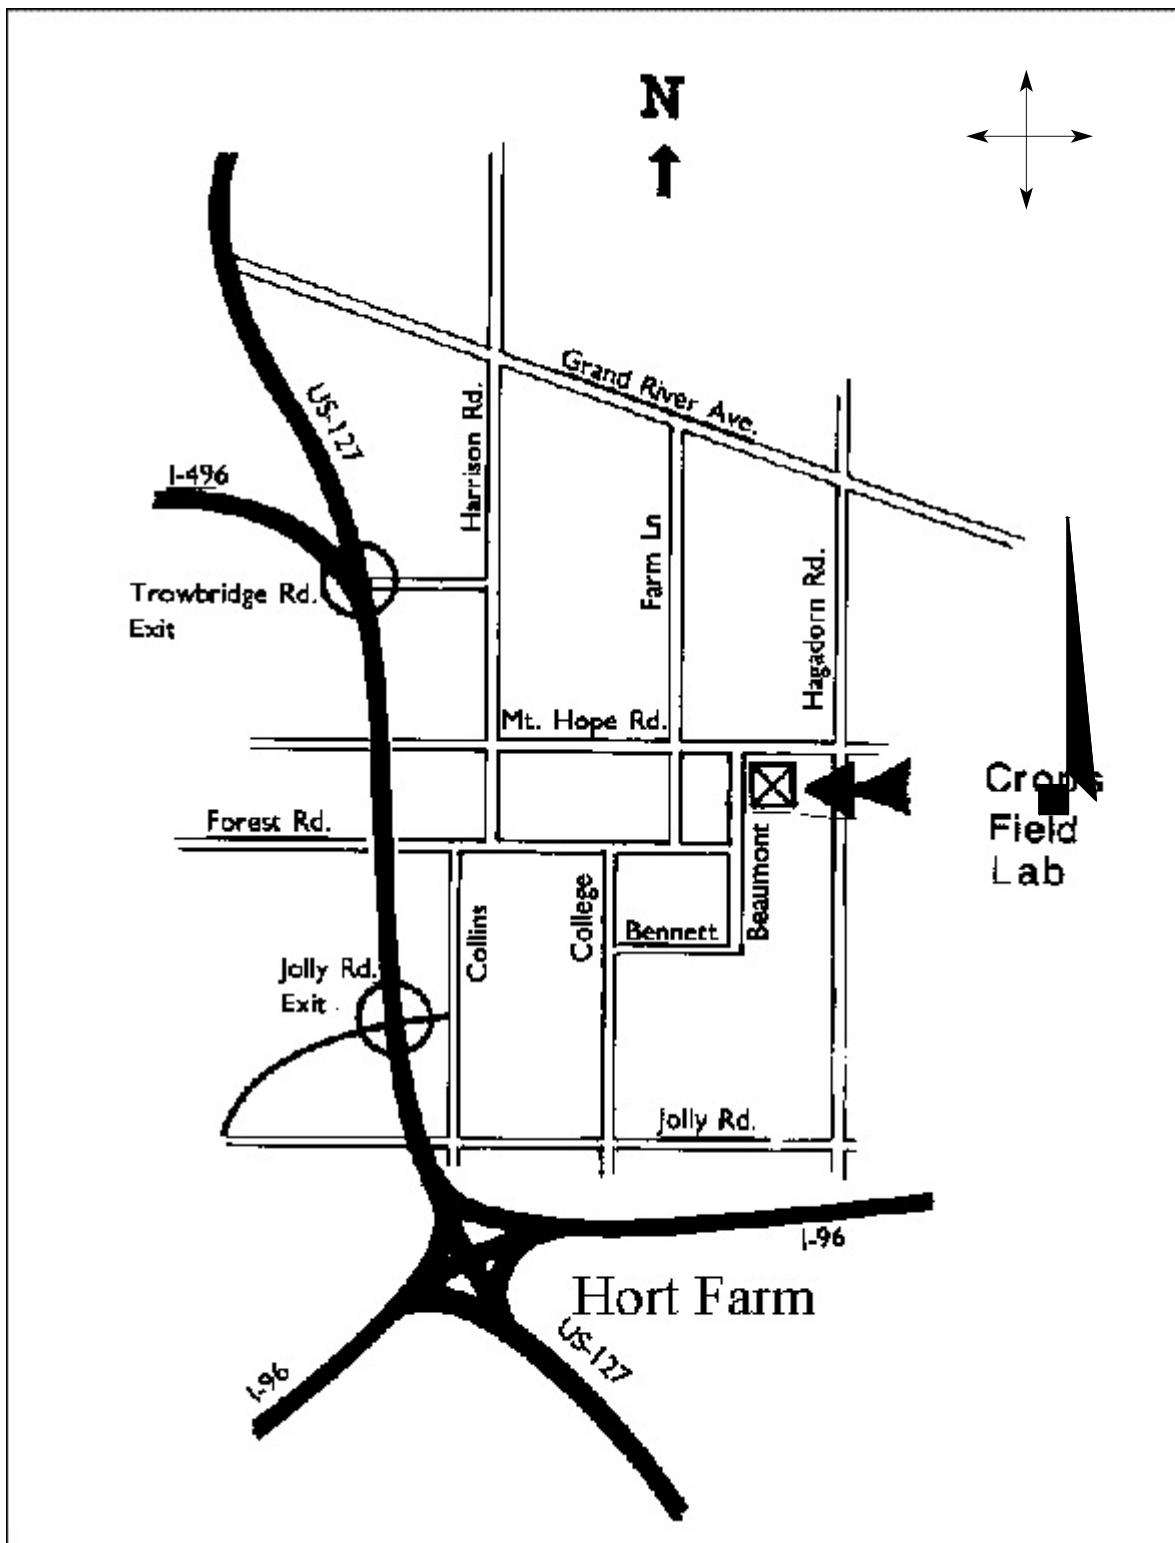 N
Grand River Ave.
US-127
Harrison Rd.
I-496
Farm Ln
Hagadorn Rd.
Trowbridge Rd.
Exit
Mt. Hope Rd.
Crops
Field
Lab
Forest Rd.
Beaumont
College
Collins
Bennett
Jolly Rd.
Exit
Jolly Rd.
I-96
Hort Farm
US-127
I-96